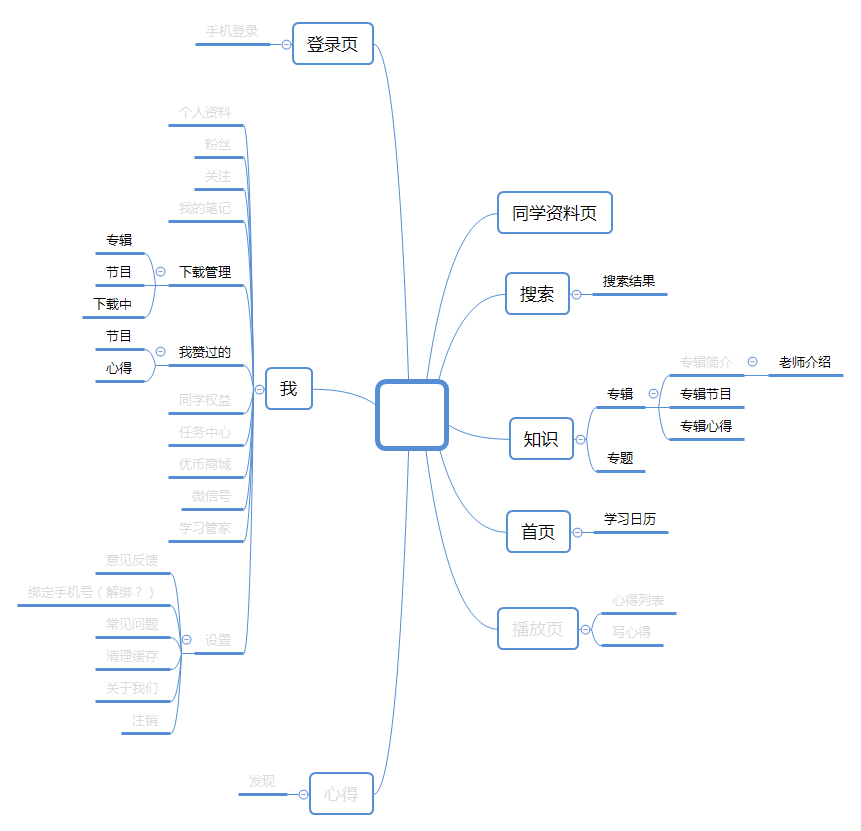 手机登录
登录页
个人资料
粉丝
关注
我的笔记
专辑
节目
下载中
下载管理
节目
心得
我赞过的
同学权益
任务中心
优币商城
微信号
学习管家
意见反馈
绑定手机号（解绑？）
常见问题
清理缓存
关于我们
注销
设置
我
发现
心得
同学资料页
搜索
搜索结果
知识
专辑
专辑简介
老师介绍
专辑节目
专辑心得
专题
首页
学习日历
播放页
心得列表
写心得